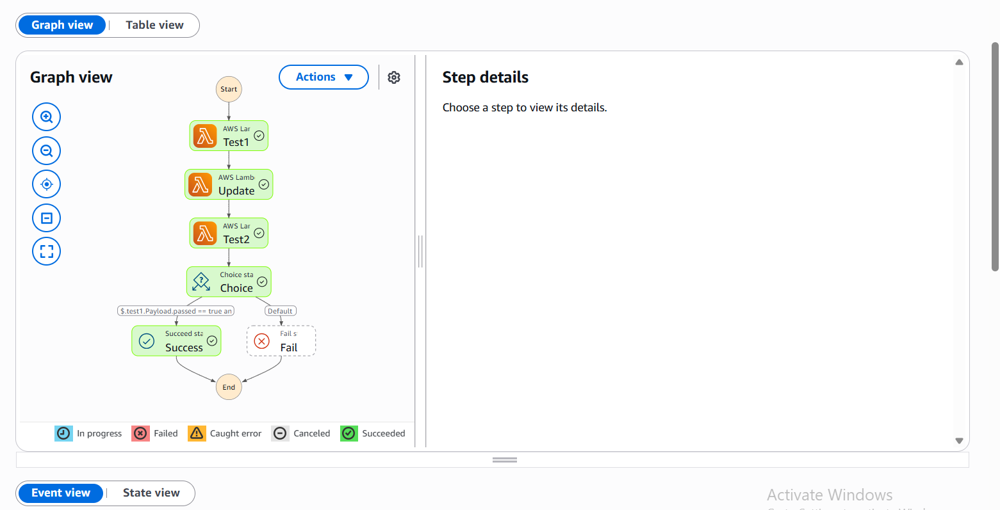 Graph view
Table view
Graph view
Actions
Start
AWS Lar
Test1
AWS Lamb
Update
AWS Lar
Test2
Choice sta
Choice
$.test1.Payload.passed == true an
Default
Succeed sta
Success
Fail s
Fail
End
In progress
Failed
Caught error
Canceled
Succeeded
Step details
Choose a step to view its details.
Event view
State view
Activate Windows